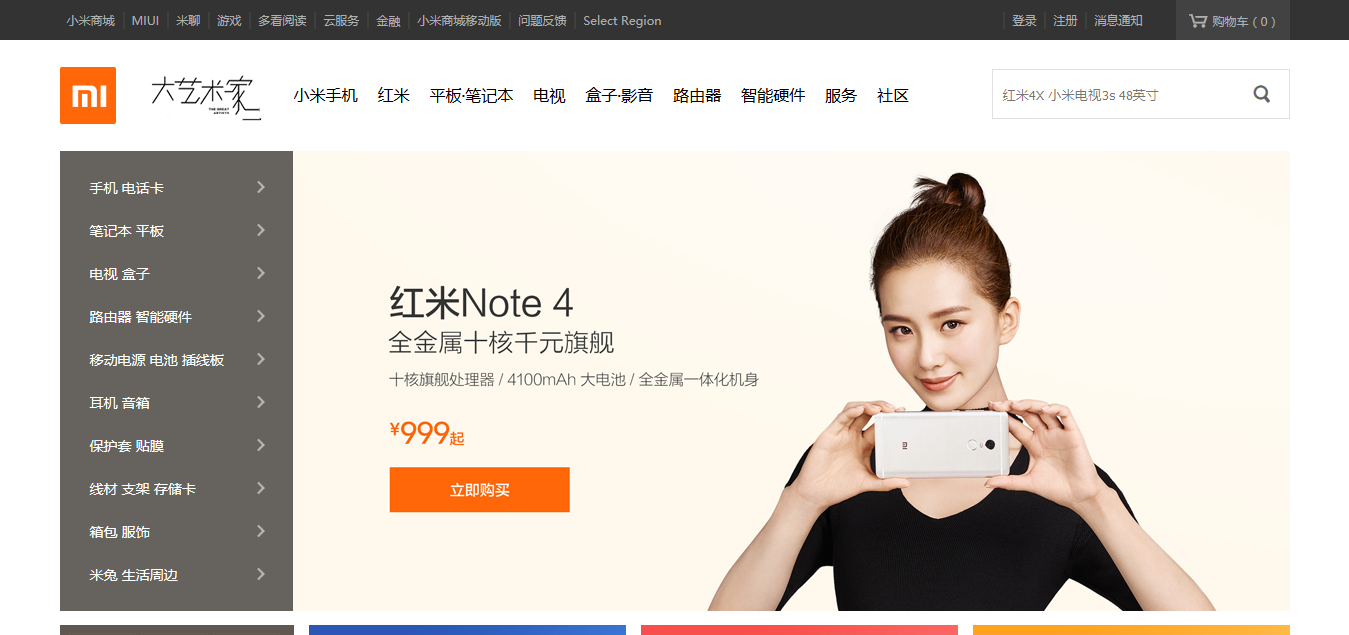 小米商城 MIUI 米聊 游戏 多看阅读 云服务 金融 小米商城移动版 问题反馈 Select Region 登录 注册 消息通知 购物车 ( 0 )
mi 大艺术家 小米手机 红米 平板·笔记本 电视 盒子·影音 路由器 智能硬件 服务 社区 红米4X 小米电视3s 48英寸
THE GREAT
ARTISTS
手机 电话卡
笔记本 平板
电视 盒子
路由器 智能硬件
移动电源 电池 插线板
耳机 音箱
保护套 贴膜
线材 支架 存储卡
箱包 服饰
米兔 生活周边
红米Note 4
全金属十核千元旗舰
十核旗舰处理器 / 4100mAh 大电池 / 全金属一体化机身
¥999起
立即购买
mi